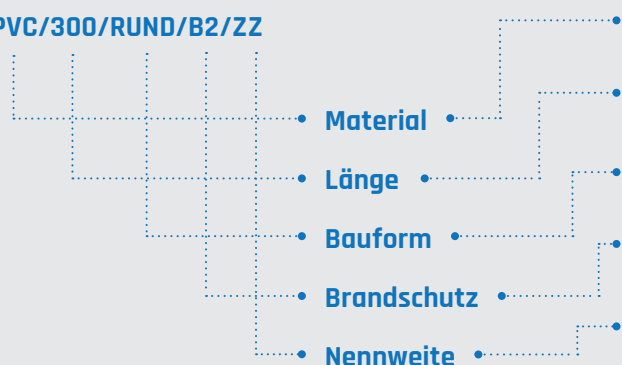 PVC/300/RUND/B2/ZZ
Material
Länge
Bauform
Brandschutz
Nennweite